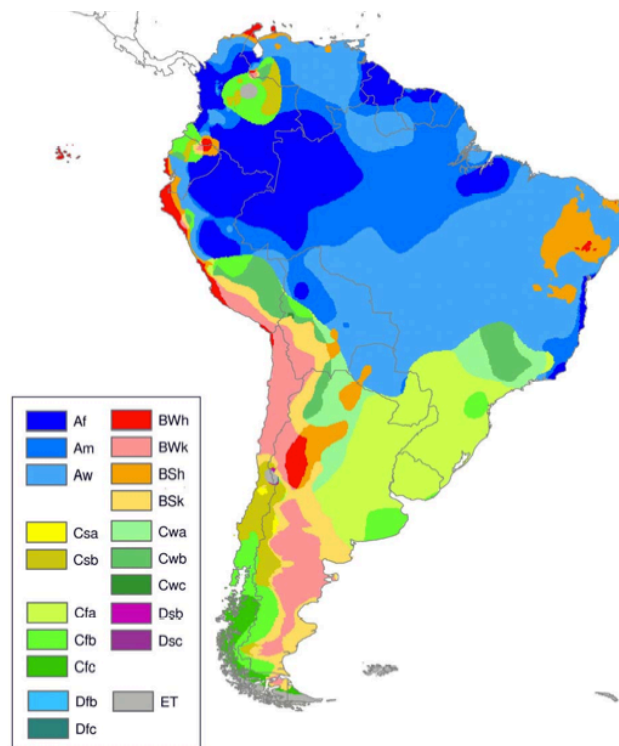 Af
Am
Aw
Csa
Csb
Cfa
Cfb
Cfc
Dfb
Dfc
BWh
BWk
BSh
BSk
Cwa
Cwb
Cwc
Dsb
Dsc
ET